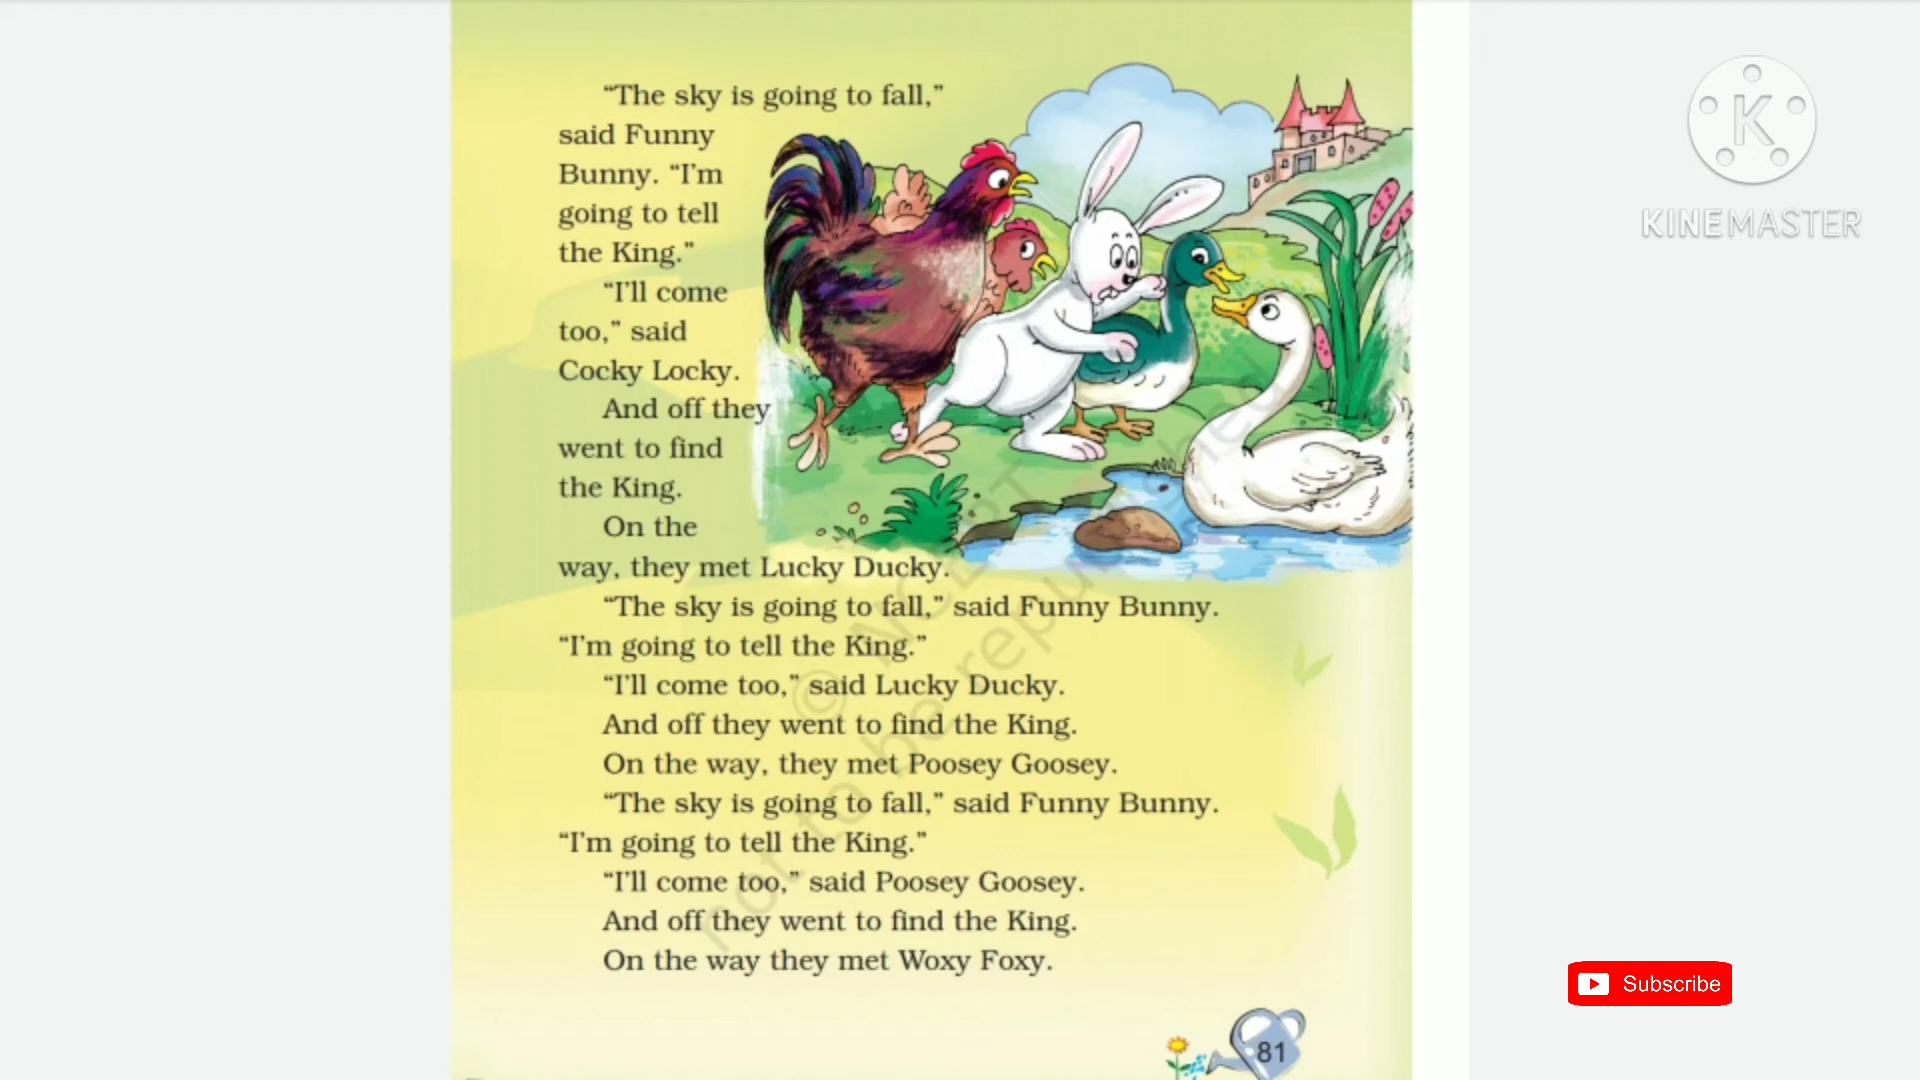 “The sky is going to fall,”
said Funny
Bunny. “I’m
going to tell
the King.”
“I’ll come
too,” said
Cocky Locky.
And off they
went to find
the King.
On the
way, they met Lucky Ducky.
“The sky is going to fall,” said Funny Bunny.
“I’m going to tell the King.”
“I’ll come too,” said Lucky Ducky.
And off they went to find the King.
On the way, they met Poosey Goosey.
“The sky is going to fall,” said Funny Bunny.
“I’m going to tell the King.”
“I’ll come too,” said Poosey Goosey.
And off they went to find the King.
On the way they met Woxy Foxy.
81
© NCERT
not to be republished
K
KINEMASTER
Subscribe